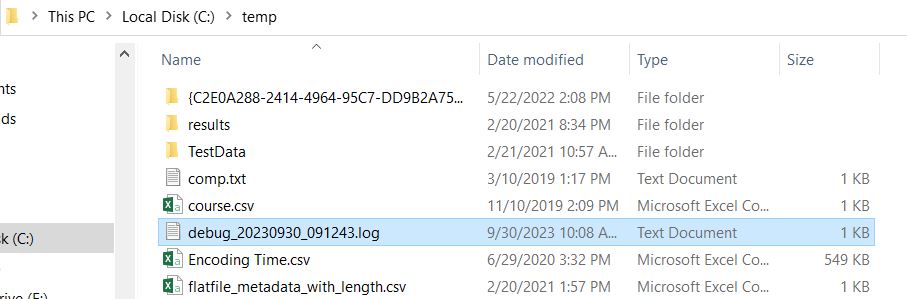 This PC > Local Disk (C:) > temp
Name Date modified Type Size
{C2E0A288-2414-4964-95C7-DD9B2A75... 5/22/2022 2:08 PM File folder
nts
results 2/20/2021 8:34 PM File folder
ds
TestData 2/21/2021 10:57 A... File folder
comp.txt 3/10/2019 1:17 PM Text Document 1 KB
course.csv 11/10/2019 2:09 PM Microsoft Excel Co... 1 KB
sk (C:)
debug_20230930_091243.log 9/30/2023 10:08 A... Text Document 1 KB
Encoding Time.csv 6/29/2020 3:32 PM Microsoft Excel Co... 549 KB
rive (F:)
flatfile_metadata_with_length.csv 2/20/2021 1:57 PM Microsoft Excel Co... 1 KB